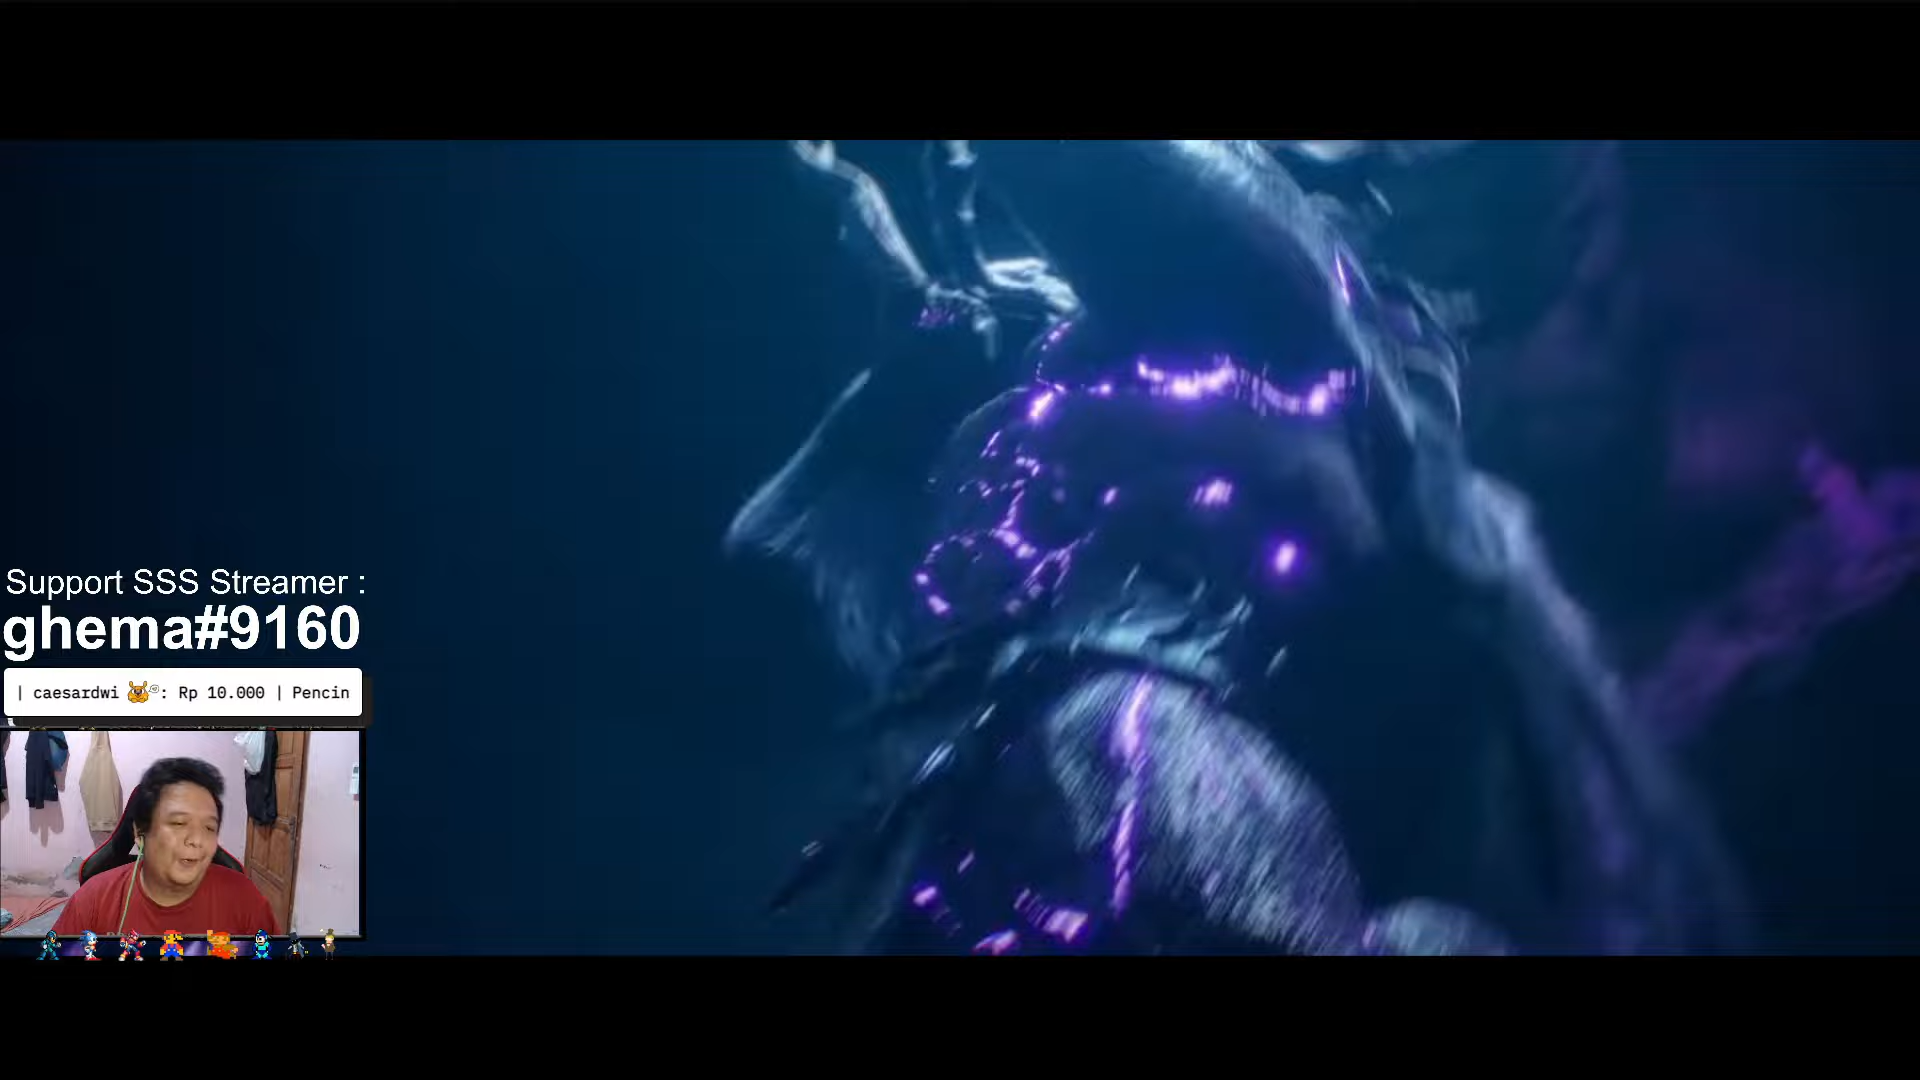 Support SSS Streamer :
ghema#9160
| caesardwi : Rp 10.000 | Pencin